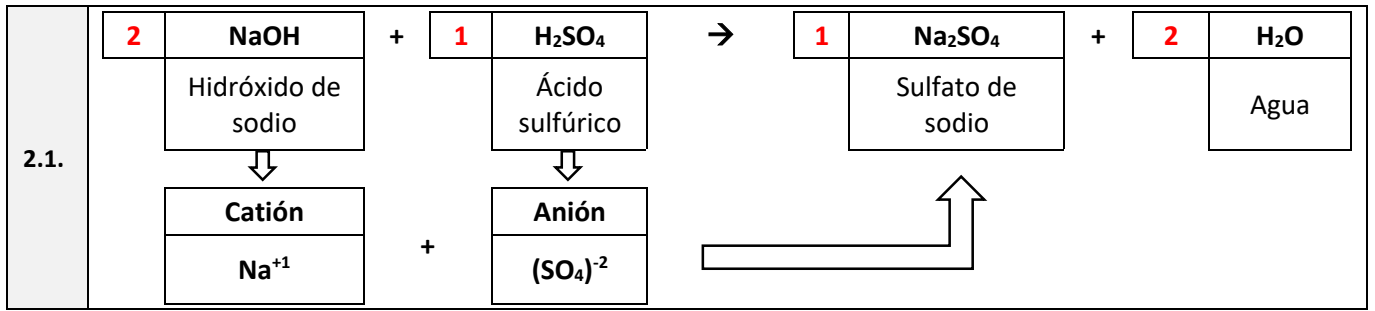 2 NaOH + 1 H₂SO₄ → 1 Na₂SO₄ + 2 H₂O
Hidróxido de sodio
Ácido sulfúrico
Sulfato de sodio
Agua
2.1.
Catión + Anión
Na⁺¹ (SO₄)⁻²